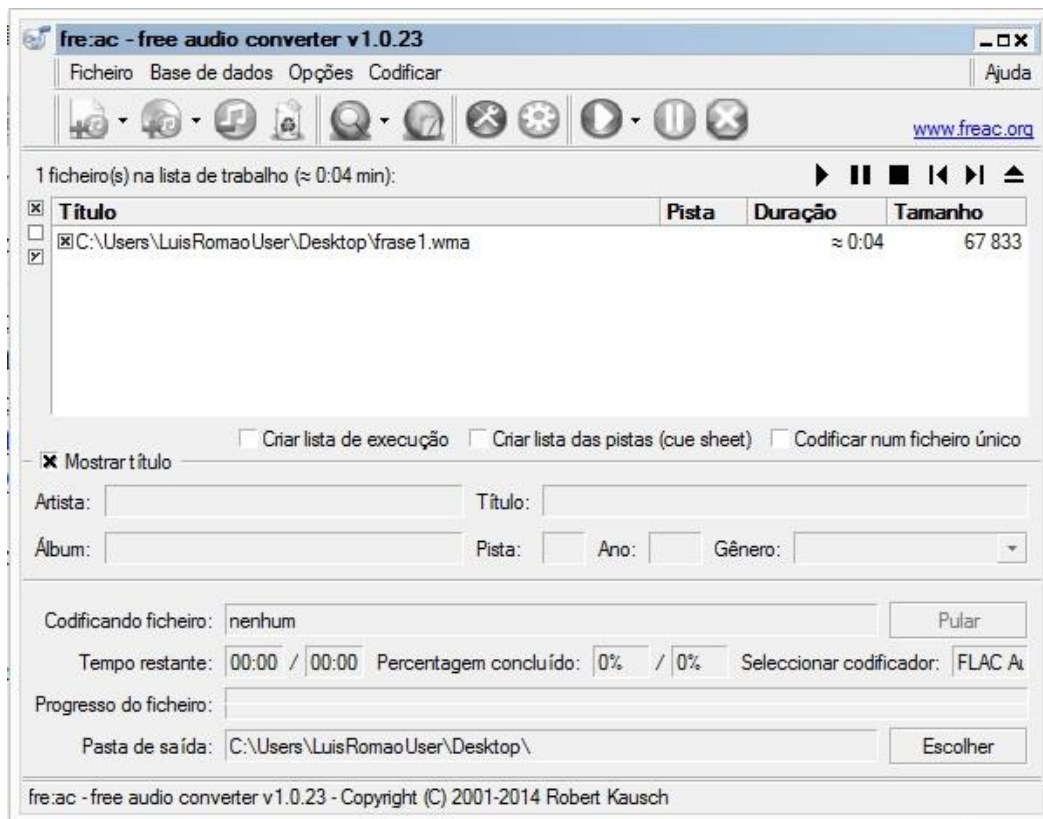 fre:ac - free audio converter v1.0.23
Ficheiro Base de dados Opções Codificar Ajuda
www.freac.org
1 ficheiro(s) na lista de trabalho (≈ 0:04 min):
Título Pista Duração Tamanho
C:\Users\LuisRomaoUser\Desktop\frase1.wma ≈ 0:04 67 833
Criar lista de execução Criar lista das pistas (cue sheet) Codificar num ficheiro único
Mostrar título
Artista: Título:
Álbum: Pista: Ano: Gênero:
Codificando ficheiro: nenhum Pular
Tempo restante: 00:00 / 00:00 Percentagem concluído: 0% / 0% Seleccionar codificador: FLAC
Progresso do ficheiro:
Pasta de saída: C:\Users\LuisRomaoUser\Desktop\ Escolher
fre:ac - free audio converter v1.0.23 - Copyright (C) 2001-2014 Robert Kausch